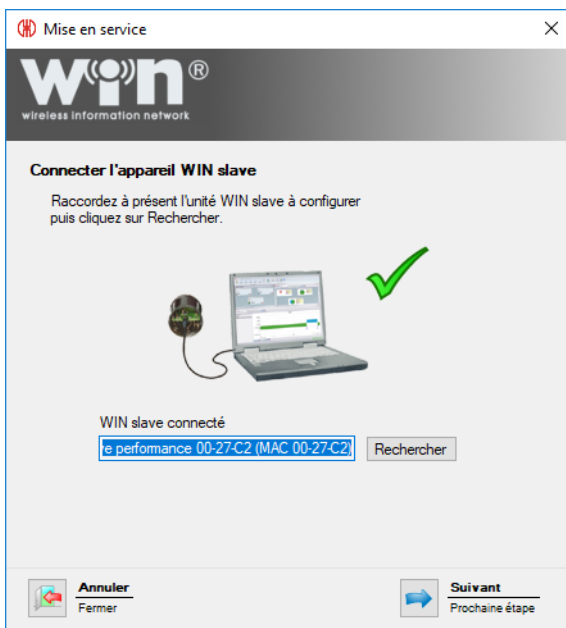 Mise en service
WIN®
wireless information network
Connecter l'appareil WIN slave
Raccordez à présent l'unité WIN slave à configurer
puis cliquez sur Rechercher.
WIN slave connecté
performance 00-27-C2 (MAC 00-27-C2)
Rechercher
Annuler
Fermer
Suivant
Prochaine étape